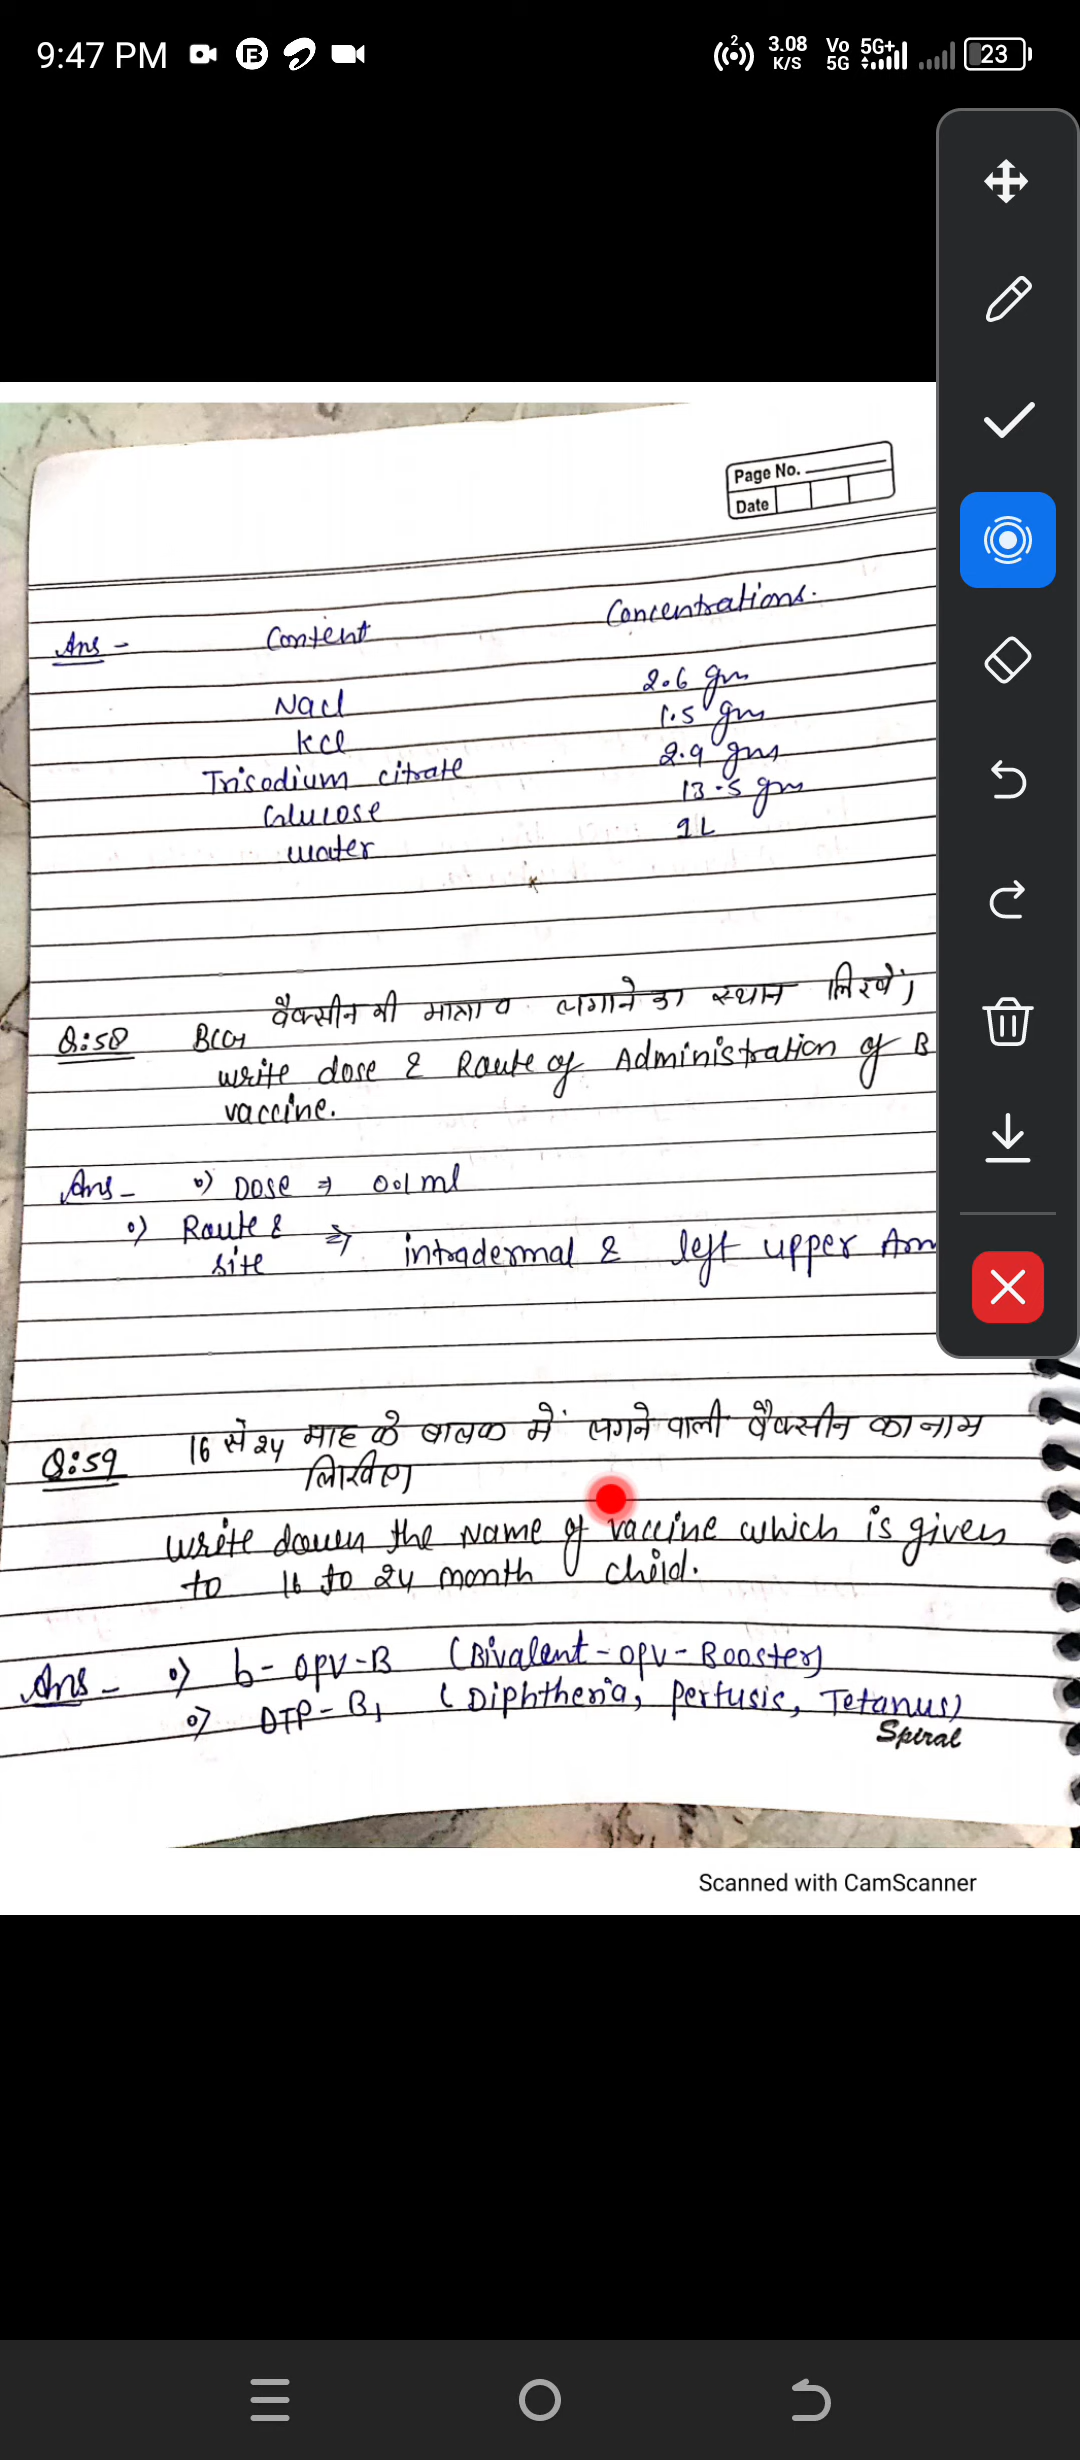 9:47 PM
3.08 K/S Vo 5G 5G+ 23
Page No.
Date
Ans - Content Concentrations.
Nacl 2.6 gm
kcl 1.5 gm
Trisodium citrate 2.9 gms
Glucose 13.5 gm
water 1L
Q:58 BCG वैक्सीन की मात्रा व लगाने का स्थान लिखें।
write dose & Route of Administration of B
vaccine.
Ans - o) Dose ⇒ 0.1 ml
o) Route &
site ⇒ intradermal & left upper Arm
Q:59 16 से 24 माह के बालक में लगने वाली वैक्सीन का नाम
लिखिए।
write down the Name of vaccine which is given
to 16 to 24 month child.
Ans - o) b-OPV-B (Bivalent-OPV-Booster)
o) DTP-B1 (Diphtheria, Pertusis, Tetanus)
Spiral
Scanned with CamScanner